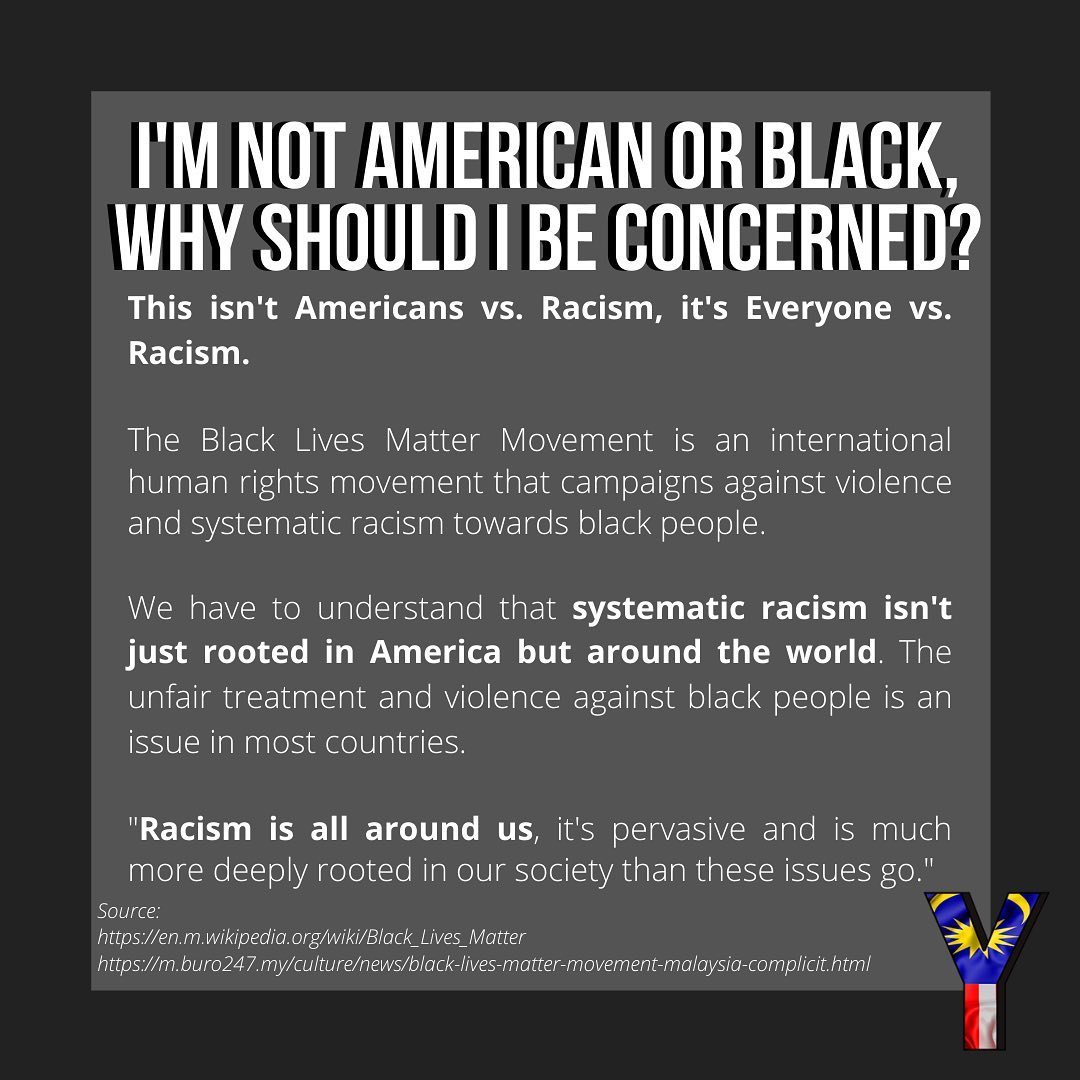 I'M NOT AMERICAN OR BLACK,
WHY SHOULD I BE CONCERNED?
This isn't Americans vs. Racism, it's Everyone vs.
Racism.
The Black Lives Matter Movement is an international
human rights movement that campaigns against violence
and systematic racism towards black people.
We have to understand that systematic racism isn't
just rooted in America but around the world. The
unfair treatment and violence against black people is an
issue in most countries.
"Racism is all around us, it's pervasive and is much
more deeply rooted in our society than these issues go."
Source:
https://en.m.wikipedia.org/wiki/Black_Lives_Matter
https://m.buro247.my/culture/news/black-lives-matter-movement-malaysia-complicit.html
Y